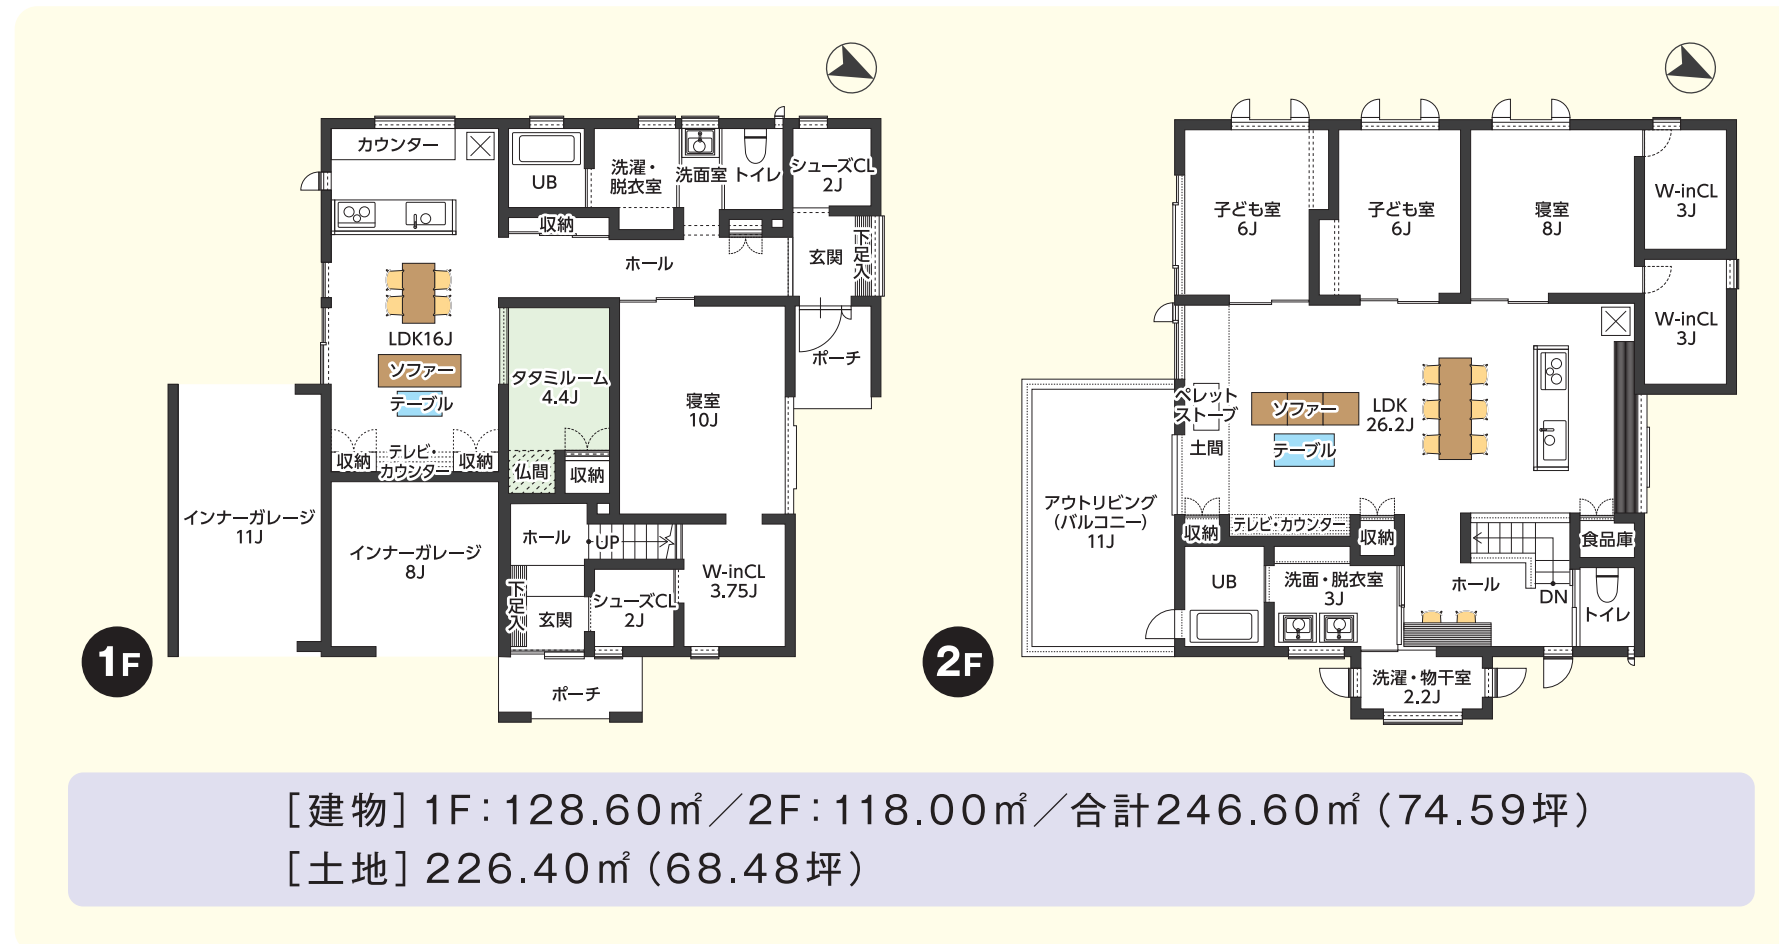 カウンター
UB
洗濯・
脱衣室
洗面室
トイレ
シューズCL
2J
収納
ホール
玄関
下足入
LDK16J
ソファー
テーブル
タタミルーム
4.4J
寝室
10J
ポーチ
収納
テレビ・
カウンター
収納
仏間
収納
インナーガレージ
11J
インナーガレージ
8J
ホール
UP
W-inCL
3.75J
下足入
玄関
シューズCL
2J
ポーチ
1F
子ども室
6J
子ども室
6J
寝室
8J
W-inCL
3J
W-inCL
3J
ペレット
ストーブ
土間
ソファー
テーブル
LDK
26.2J
アウトリビング
(バルコニー)
11J
収納
テレビ・カウンター
収納
食品庫
UB
洗面・脱衣室
3J
ホール
DN
トイレ
洗濯・物干室
2.2J
2F
[建物] 1F:128.60㎡/2F:118.00㎡/合計246.60㎡(74.59坪)
[土地] 226.40㎡(68.48坪)